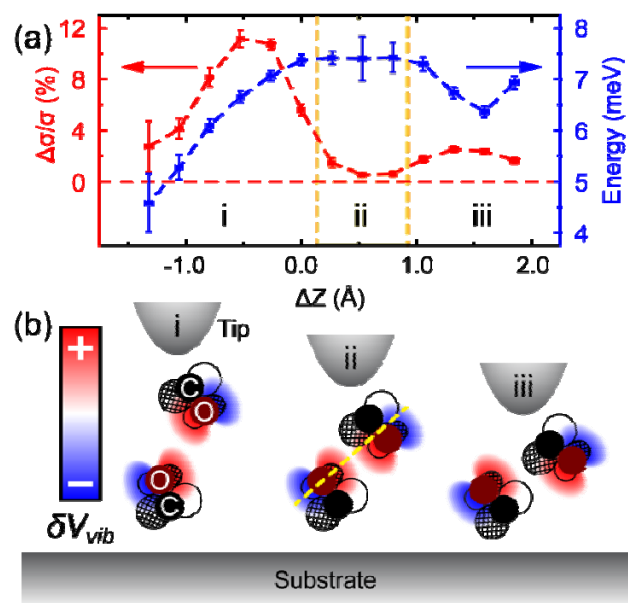 (a)
Δσ/σ (%)
12
8
4
0
8
7
6
5
4
Energy (meV)
i
ii
iii
-1.0
0.0
1.0
2.0
ΔZ (Å)
(b)
+
−
δVvib
i
Tip
C
O
O
C
ii
iii
Substrate